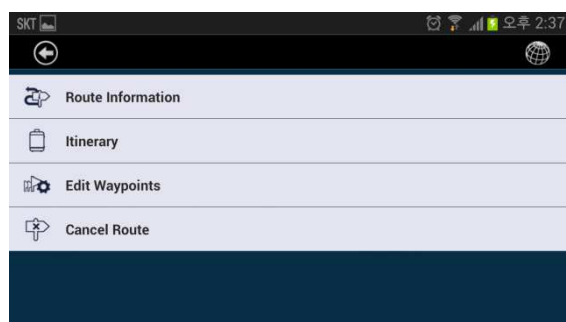 SKT 오후 2:37
Route Information
Itinerary
Edit Waypoints
Cancel Route